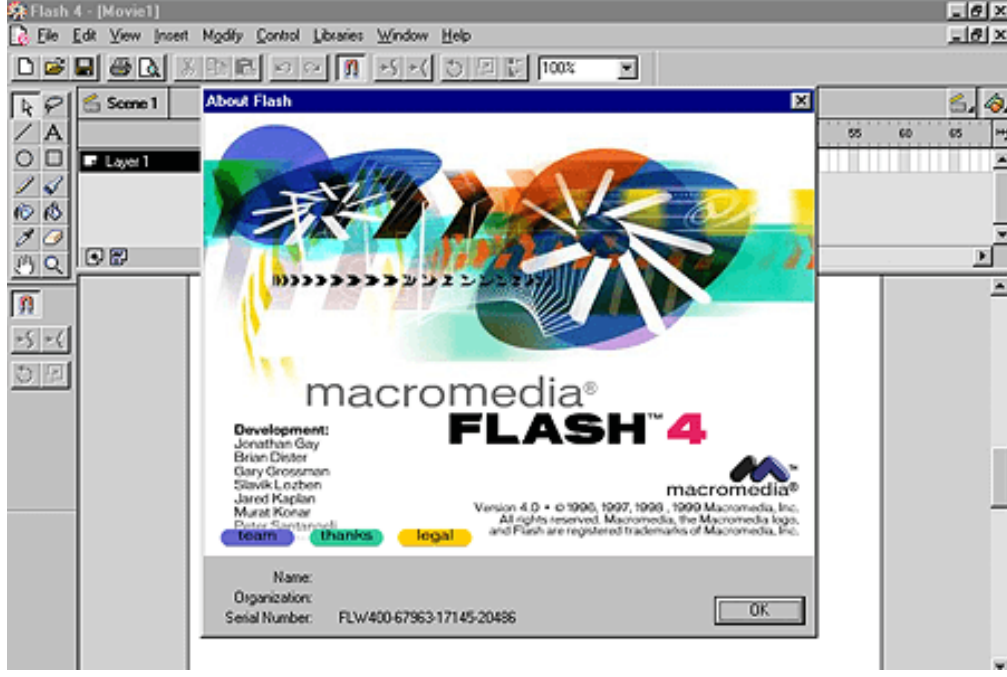 Flash 4 - [Movie1]
File Edit View Insert Modify Control Libraries Window Help
100%
Scene 1
About Flash
55 60 65
A
Layer 1
macromedia®
FLASH™ 4
Development:
Jonathan Gay
Brian Dister
Gary Grossman
Slavik Lozben
Jared Kaplan
Murat Konar
Peter Santangeli
macromedia®
Version 4.0 • © 1996, 1997, 1998 , 1999 Macromedia, Inc.
All rights reserved. Macromedia, the Macromedia logo,
and Flash are registered trademarks of Macromedia, Inc.
team thanks legal
Name:
Organization:
Serial Number: FLW400-67963-17145-20486
OK